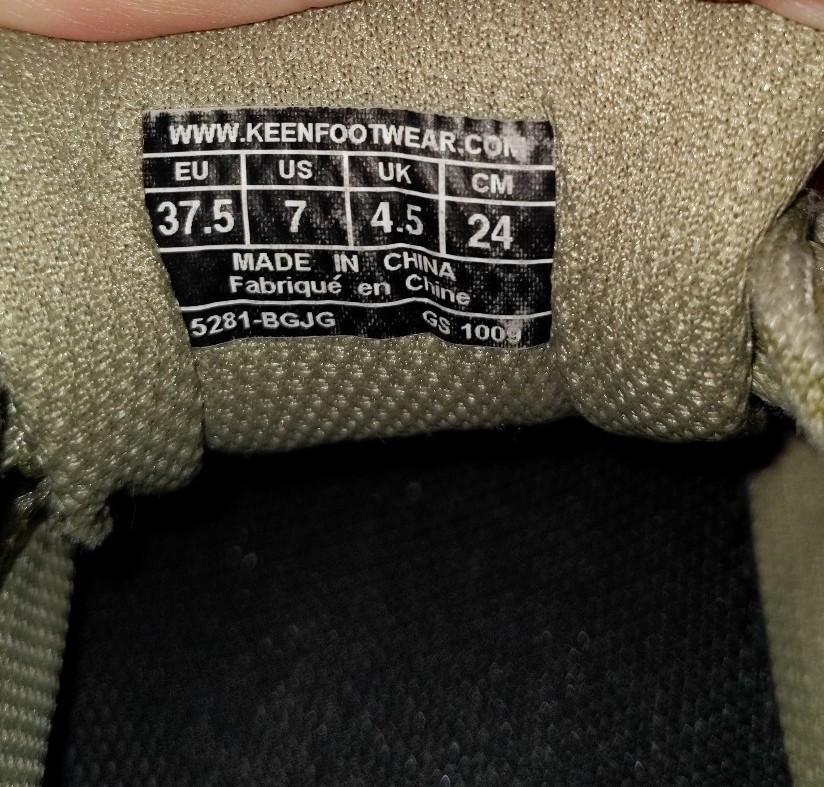 WWW.KEENFOOTWEAR.COM
EU US UK CM
37.5 7 4.5 24
MADE IN CHINA
Fabriqué en Chine
5281-BGJG GS 1009